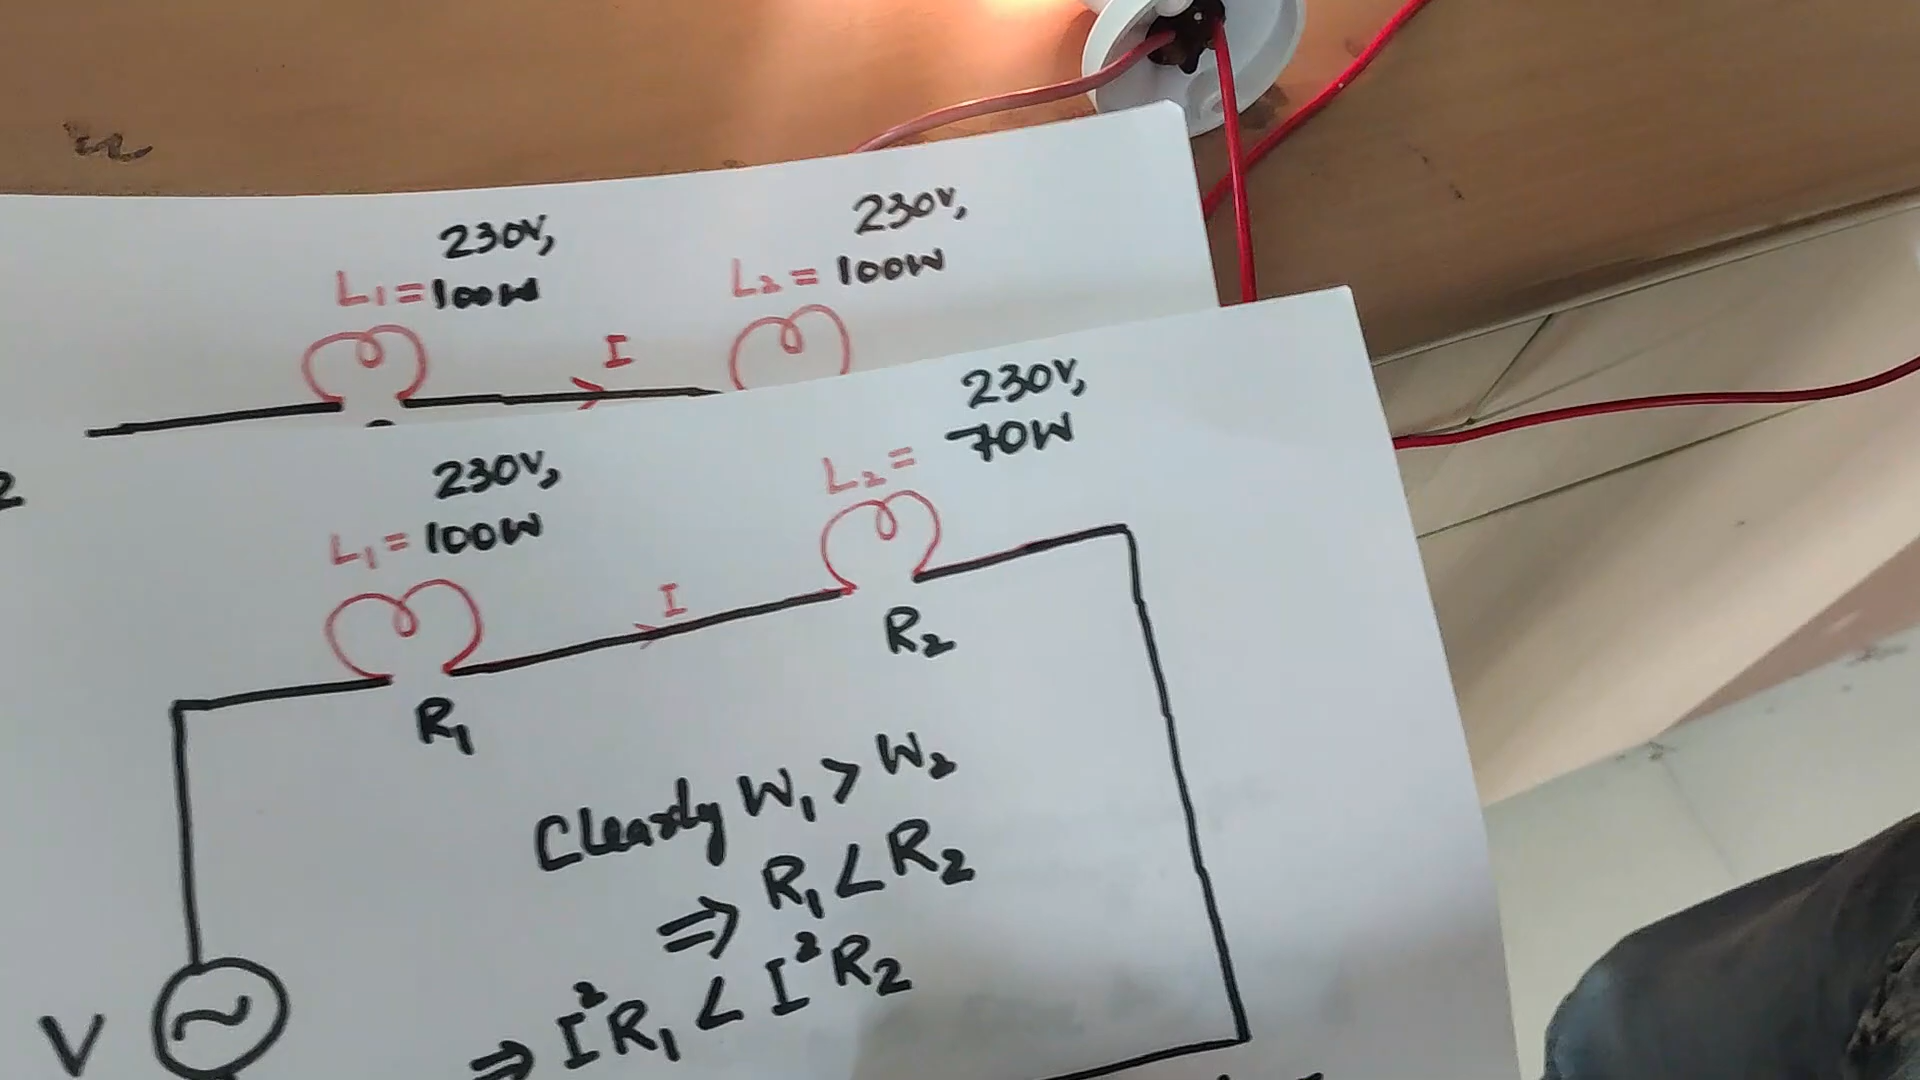 230V,
L₁ = 100W
230V,
L₂ = 100W
I
2
230V,
L₁ = 100W
230V,
L₂ = 70W
I
R₁
R₂
Clearly W₁ > W₂
⇒ R₁ < R₂
⇒ I²R₁ < I²R₂
V